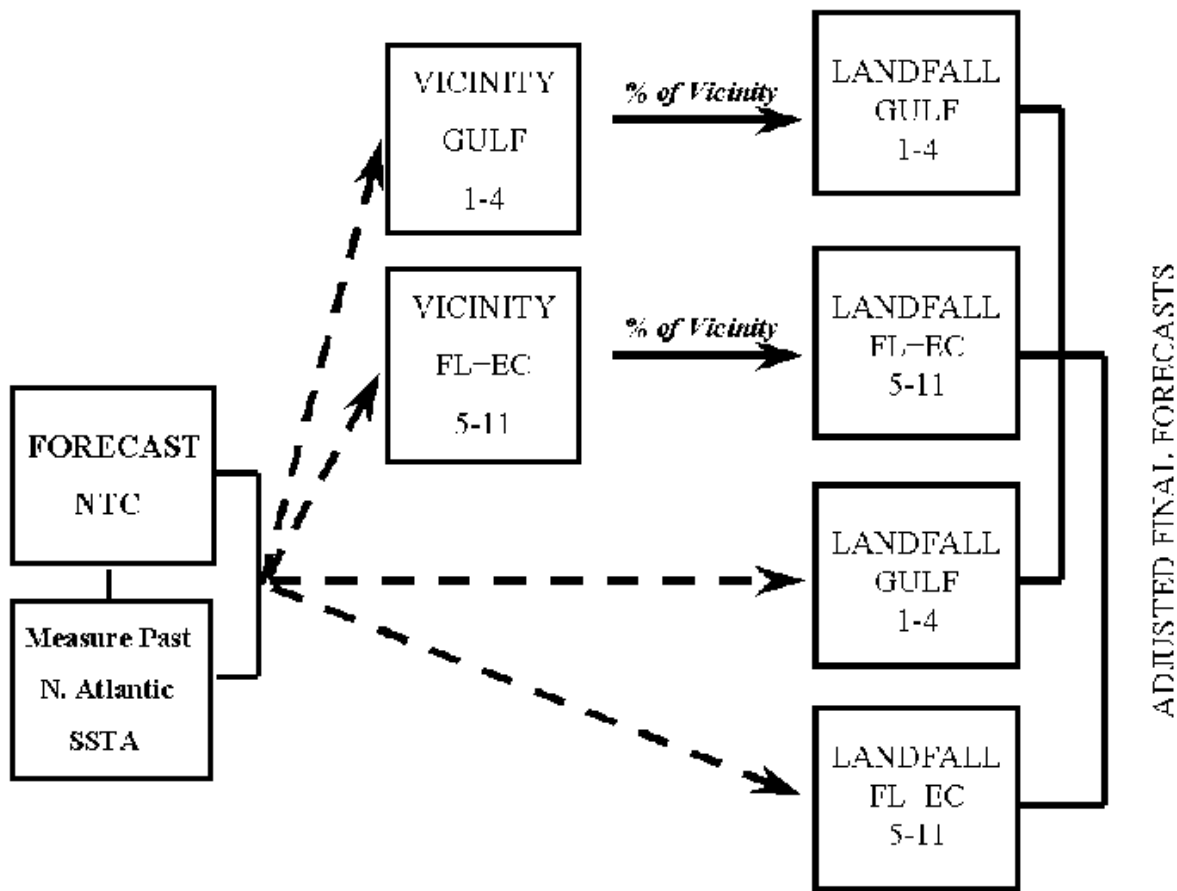 VICINITY
GULF
1-4
% of Vicinity
LANDFALL
GULF
1-4
VICINITY
FL-EC
5-11
% of Vicinity
LANDFALL
FL-EC
5-11
FORECAST
NTC
Measure Past
N. Atlantic
SSTA
LANDFALL
GULF
1-4
LANDFALL
FL EC
5-11
ADJUSTED FINAL FORECASTS